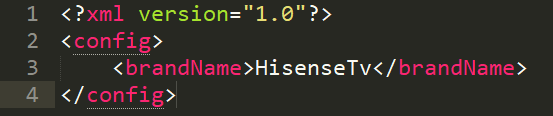 1 <?xml version="1.0"?>
2 <config>
3 <brandName>HisenseTv</brandName>
4 </config>